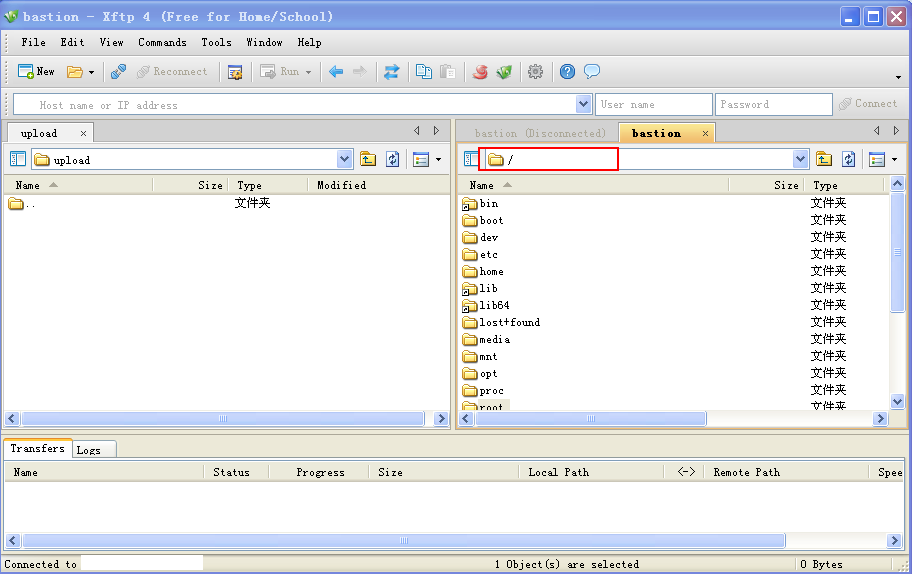 bastion - Xftp 4 (Free for Home/School)
File Edit View Commands Tools Window Help
New Reconnect Run
Host name or IP address User name Password Connect
upload × bastion (Disconnected) bastion ×
upload /
Name Size Type Modified Name Size Type
.. 文件夹 bin 文件夹
boot 文件夹
dev 文件夹
etc 文件夹
home 文件夹
lib 文件夹
lib64 文件夹
lost+found 文件夹
media 文件夹
mnt 文件夹
opt 文件夹
proc 文件夹
root 文件夹
Transfers Logs
Name Status Progress Size Local Path <-> Remote Path Spee
Connected to 1 Object(s) are selected 0 Bytes